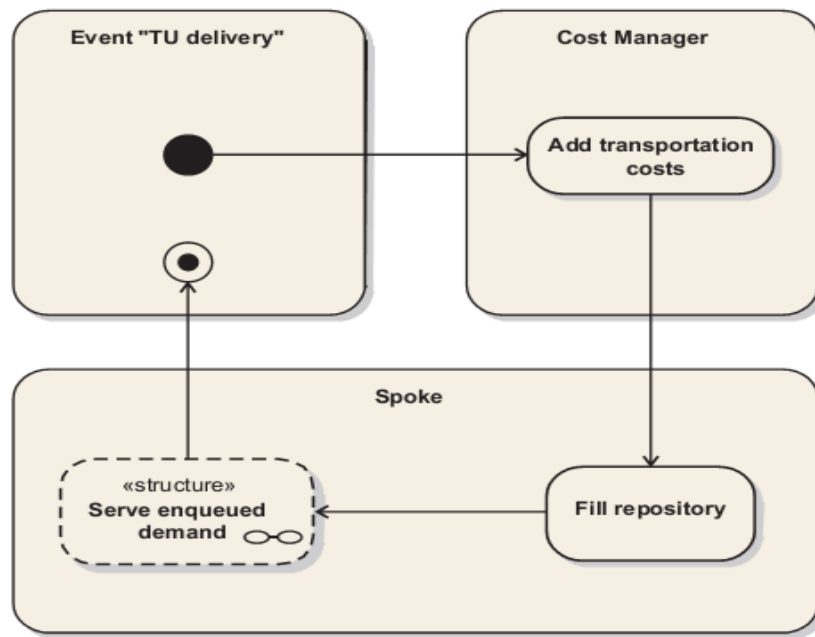 Event "TU delivery"
Cost Manager
Add transportation
costs
Spoke
«structure»
Serve enqueued
demand
Fill repository